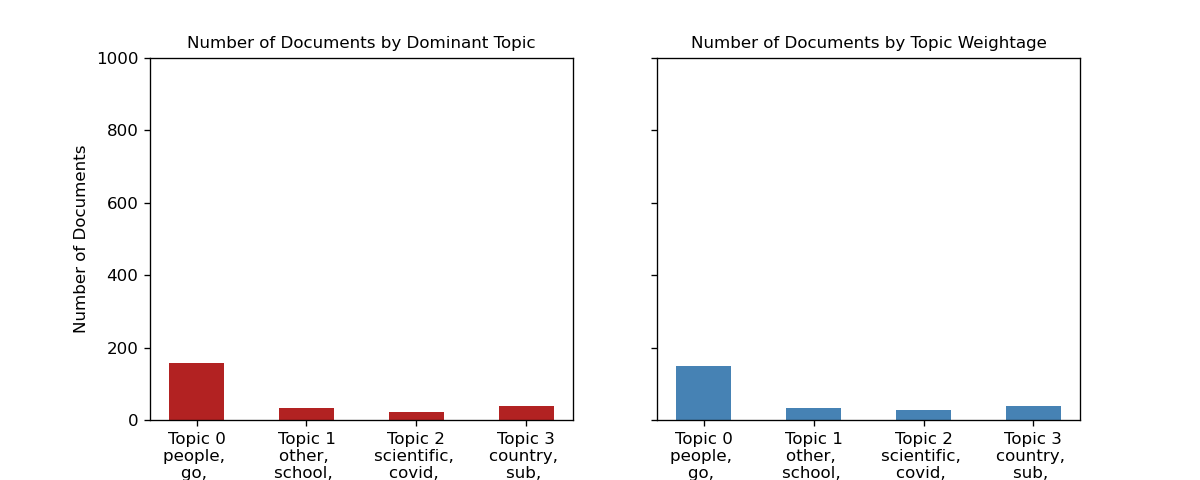 Number of Documents by Dominant Topic
Number of Documents
1000
800
600
400
200
0
Topic 0
people,
go,
Topic 1
other,
school,
Topic 2
scientific,
covid,
Topic 3
country,
sub,
Number of Documents by Topic Weightage
Topic 0
people,
go,
Topic 1
other,
school,
Topic 2
scientific,
covid,
Topic 3
country,
sub,